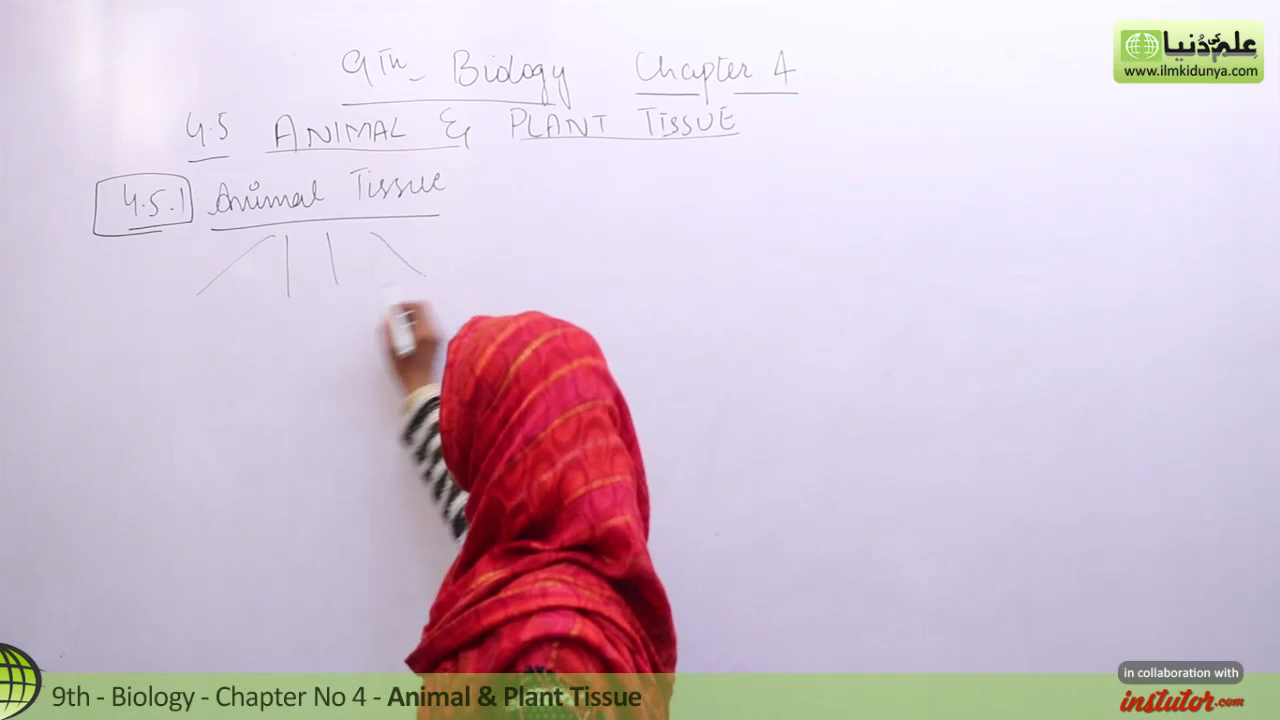 علم کی دُنیا
www.ilmkidunya.com
9Th Biology Chapter 4
4.5 ANIMAL & PLANT TISSUE
4.5.1 Animal Tissue
in collaboration with
instutor.com
9th - Biology - Chapter No 4 - Animal & Plant Tissue